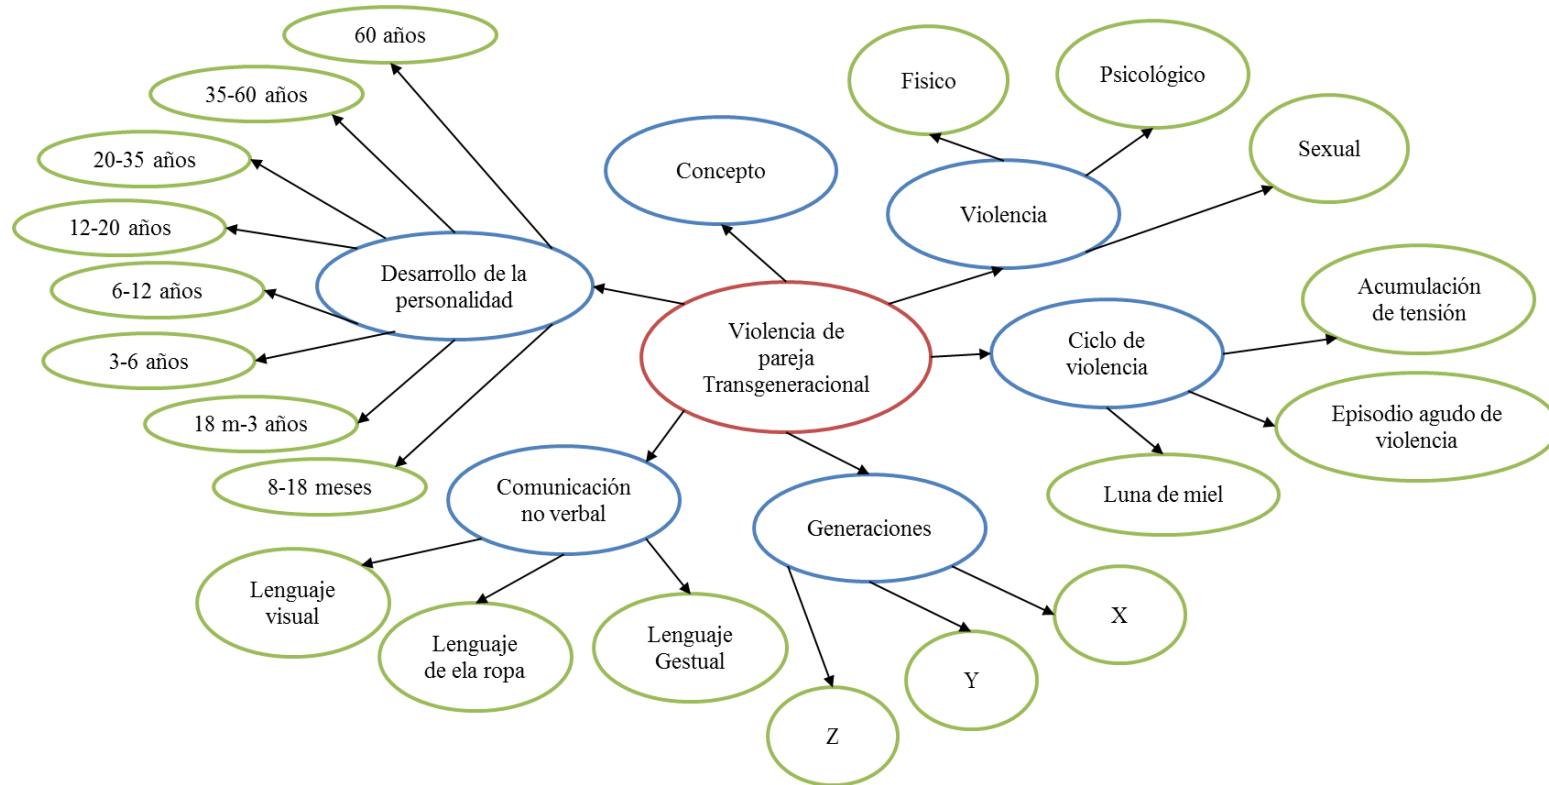 60 años
35-60 años
20-35 años
12-20 años
6-12 años
3-6 años
18 m-3 años
8-18 meses
Desarrollo de la
personalidad
Concepto
Fisico
Psicológico
Sexual
Violencia
Violencia de
pareja
Transgeneracional
Ciclo de
violencia
Acumulación
de tensión
Episodio agudo de
violencia
Luna de miel
Comunicación
no verbal
Lenguaje
visual
Lenguaje
de ela ropa
Lenguaje
Gestual
Generaciones
X
Y
Z